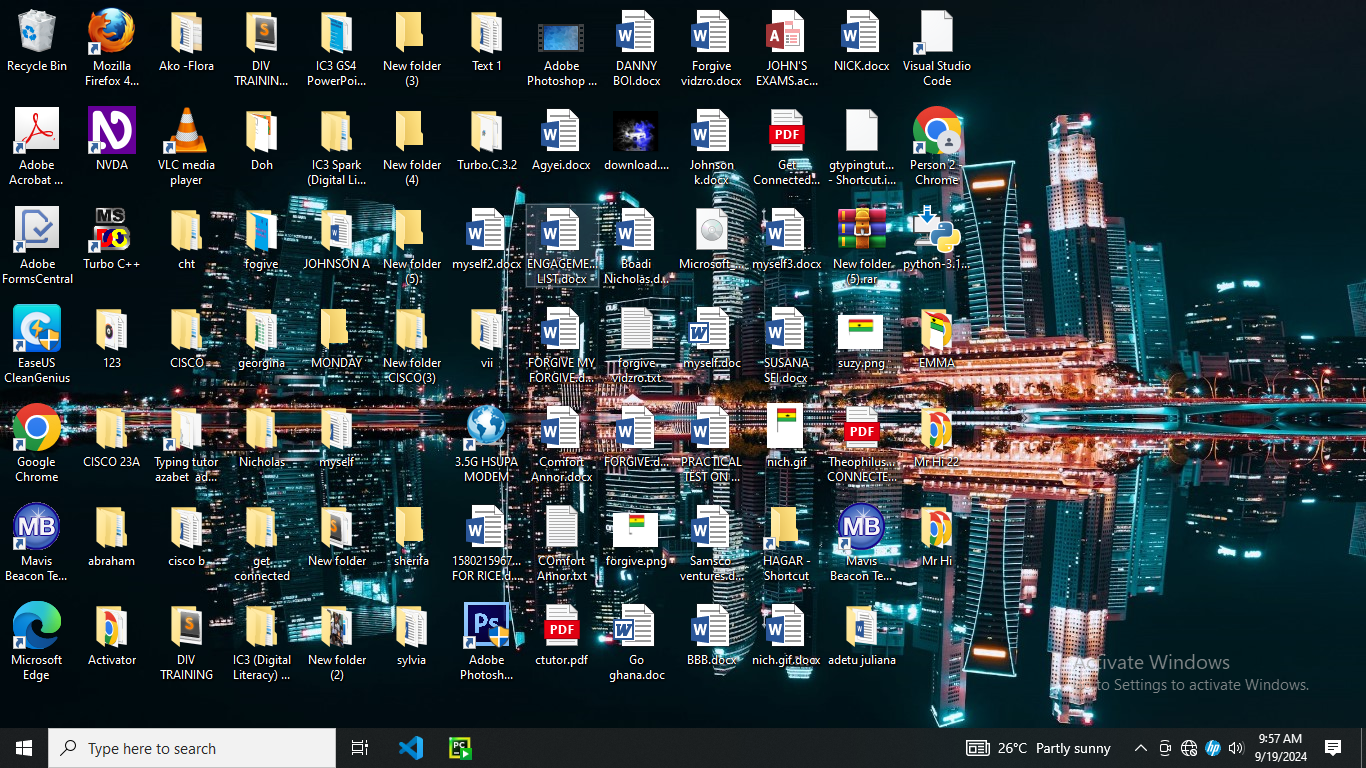 Recycle Bin
Mozilla
Firefox 4...
Ako -Flora
DIV
TRAININ...
IC3 GS4
PowerPoi...
New folder
(3)
Text 1
Adobe
Photoshop ...
DANNY
BOI.docx
Forgive
vidzro.docx
JOHN'S
EXAMS.ac...
NICK.docx
Visual Studio
Code
Adobe
Acrobat ...
NVDA
VLC media
player
Doh
IC3 Spark
(Digital Li...
New folder
(4)
Turbo.C.3.2
Agyei.docx
download....
Johnson
k.docx
PDF
Get
Connected...
gtypingtut...
- Shortcut.i...
Person 2 -
Chrome
Adobe
FormsCentral
MS
DOS
Turbo C++
cht
fogive
JOHNSON A
New folder
(5)
myself2.docx
ENGAGEME...
LIST.docx
Boadi
Nicholas.d...
Microsoft-...
myself3.docx
New folder
(5).rar
python-3.1...
EaseUS
CleanGenius
123
CISCO
georgina
MONDAY
New folder
CISCO(3)
vii
FORGIVE MY
FORGIVE.d...
forgive
vidzro.txt
myself.doc
SUSANA
SEI.docx
suzy.png
EMMA
Google
Chrome
CISCO 23A
Typing tutor
azabet_ad...
Nicholas
myself
3.5G HSUPA
MODEM
Comfort
Annor.docx
FORGIVE.d...
PRACTICAL
TEST ON ...
nich.gif
PDF
Theophilus...
CONNECTE...
Mr Hi 22
MB
Mavis
Beacon Te...
abraham
cisco b
get
connected
New folder
sherifa
1580215967...
FOR RICE.d...
COmfort
Annor.txt
forgive.png
Samsco
ventures.d...
HAGAR -
Shortcut
MB
Mavis
Beacon Te...
Mr Hi
Microsoft
Edge
Activator
DIV
TRAINING
IC3 (Digital
Literacy) ...
New folder
(2)
sylvia
Ps
Adobe
Photosh...
PDF
ctutor.pdf
Go
ghana.doc
BBB.docx
nich.gif.docx
adetu juliana
Activate Windows
to Settings to activate Windows.
Type here to search
PC
26°C Partly sunny
hp
9:57 AM
9/19/2024